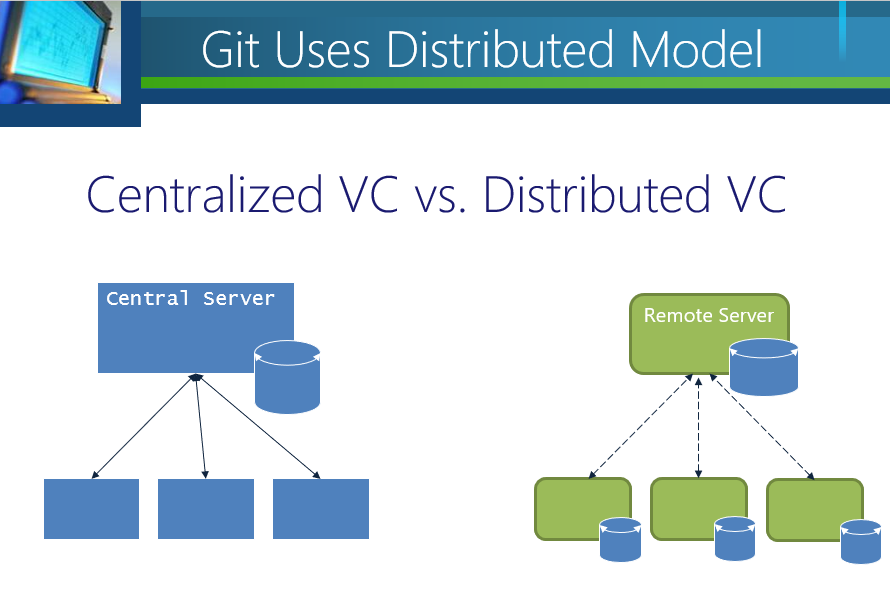 Git Uses Distributed Model
Centralized VC vs. Distributed VC
Central Server
Remote Server